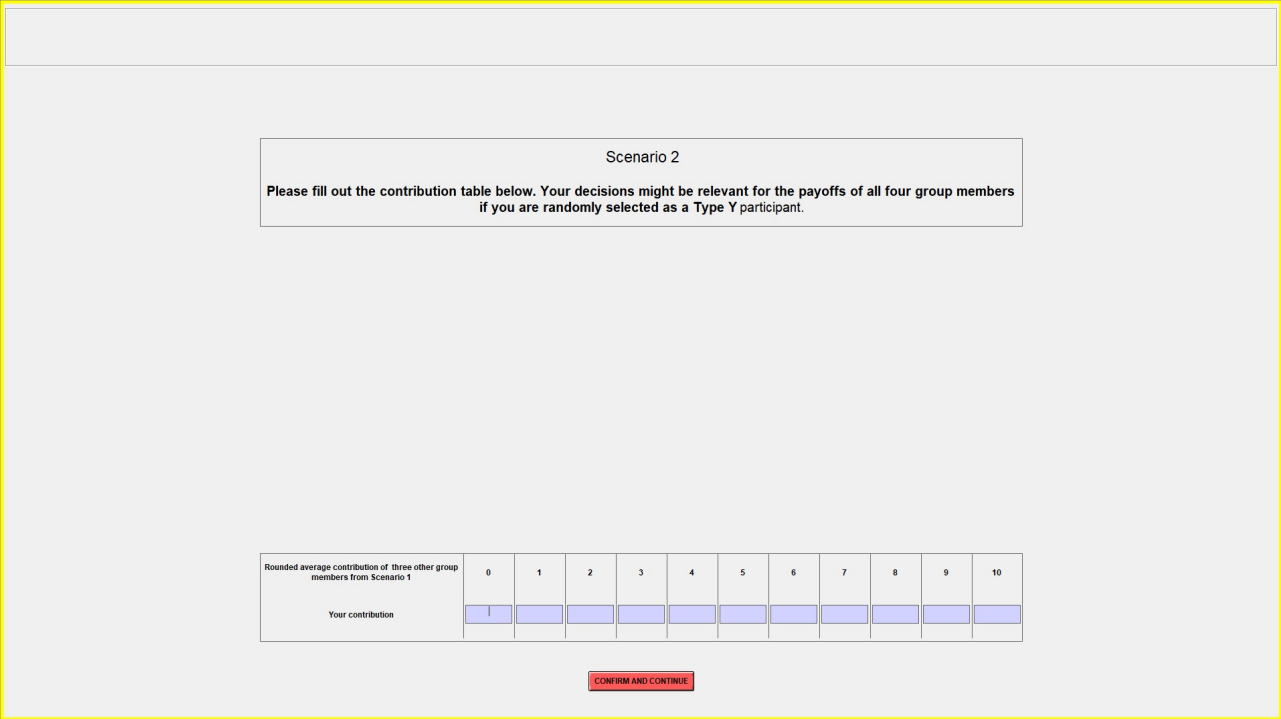 Scenario 2
Please fill out the contribution table below. Your decisions might be relevant for the payoffs of all four group members
if you are randomly selected as a Type Y participant.
Rounded average contribution of three other group
members from Scenario 1
0 1 2 3 4 5 6 7 8 9 10
Your contribution
CONFIRM AND CONTINUE